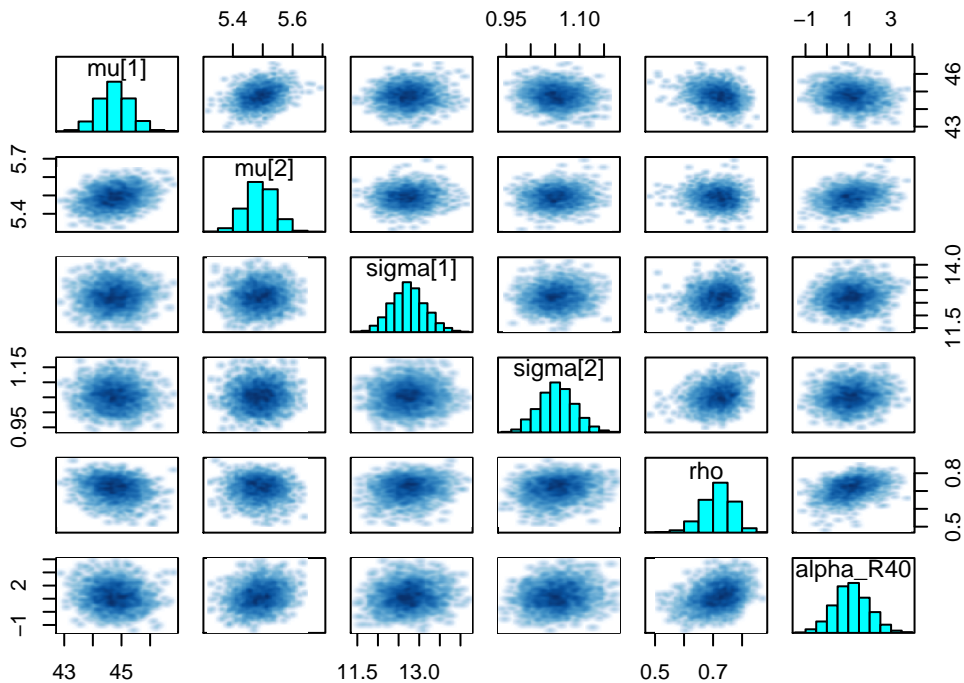 5.4 5.6 0.95 1.10 −1 1 3
mu[1]
43 46
mu[2]
5.4 5.7
sigma[1]
11.5 14.0
sigma[2]
0.95 1.15
rho
0.5 0.8
alpha_R40
−1 2
43 45 11.5 13.0 0.5 0.7